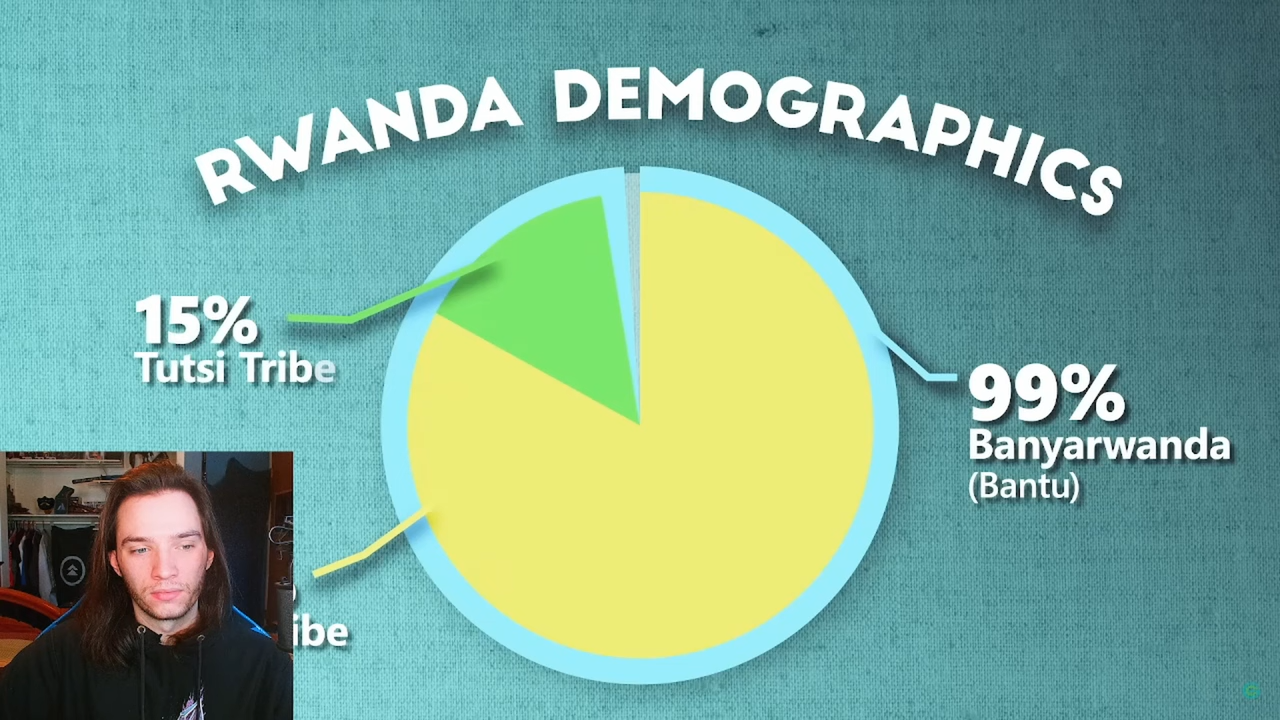 RWANDA DEMOGRAPHICS
15%
Tutsi Tribe
99%
Banyarwanda
(Bantu)
ibe